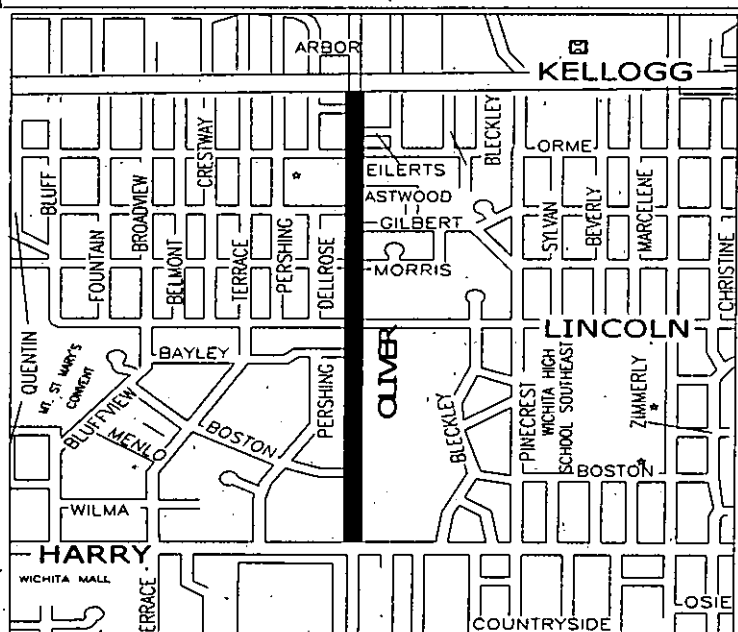 ARBOR
KELLOGG
BLUFF
FOUNTAIN
BROADVIEW
BELMONT
CRESTWAY
TERRACE
PERSHING
DELLROSE
EILERTS
ASTWOOD
GILBERT
MORRIS
BLECKLEY
ORME
SYLVAN
BEVERLY
MARCELENE
CHRISTINE
LINCOLN
QUENTIN
MT. ST MARY'S
CONVENT
BAYLEY
BLUFFVIEW
MENLO
BOSTON
PERSHING
OLIVER
BLECKLEY
PINECREST
WICHITA HIGH
SCHOOL SOUTHEAST
ZIMMERLY
BOSTON
WILMA
HARRY
WICHITA MALL
ERRACE
COUNTRYSIDE
OSIE